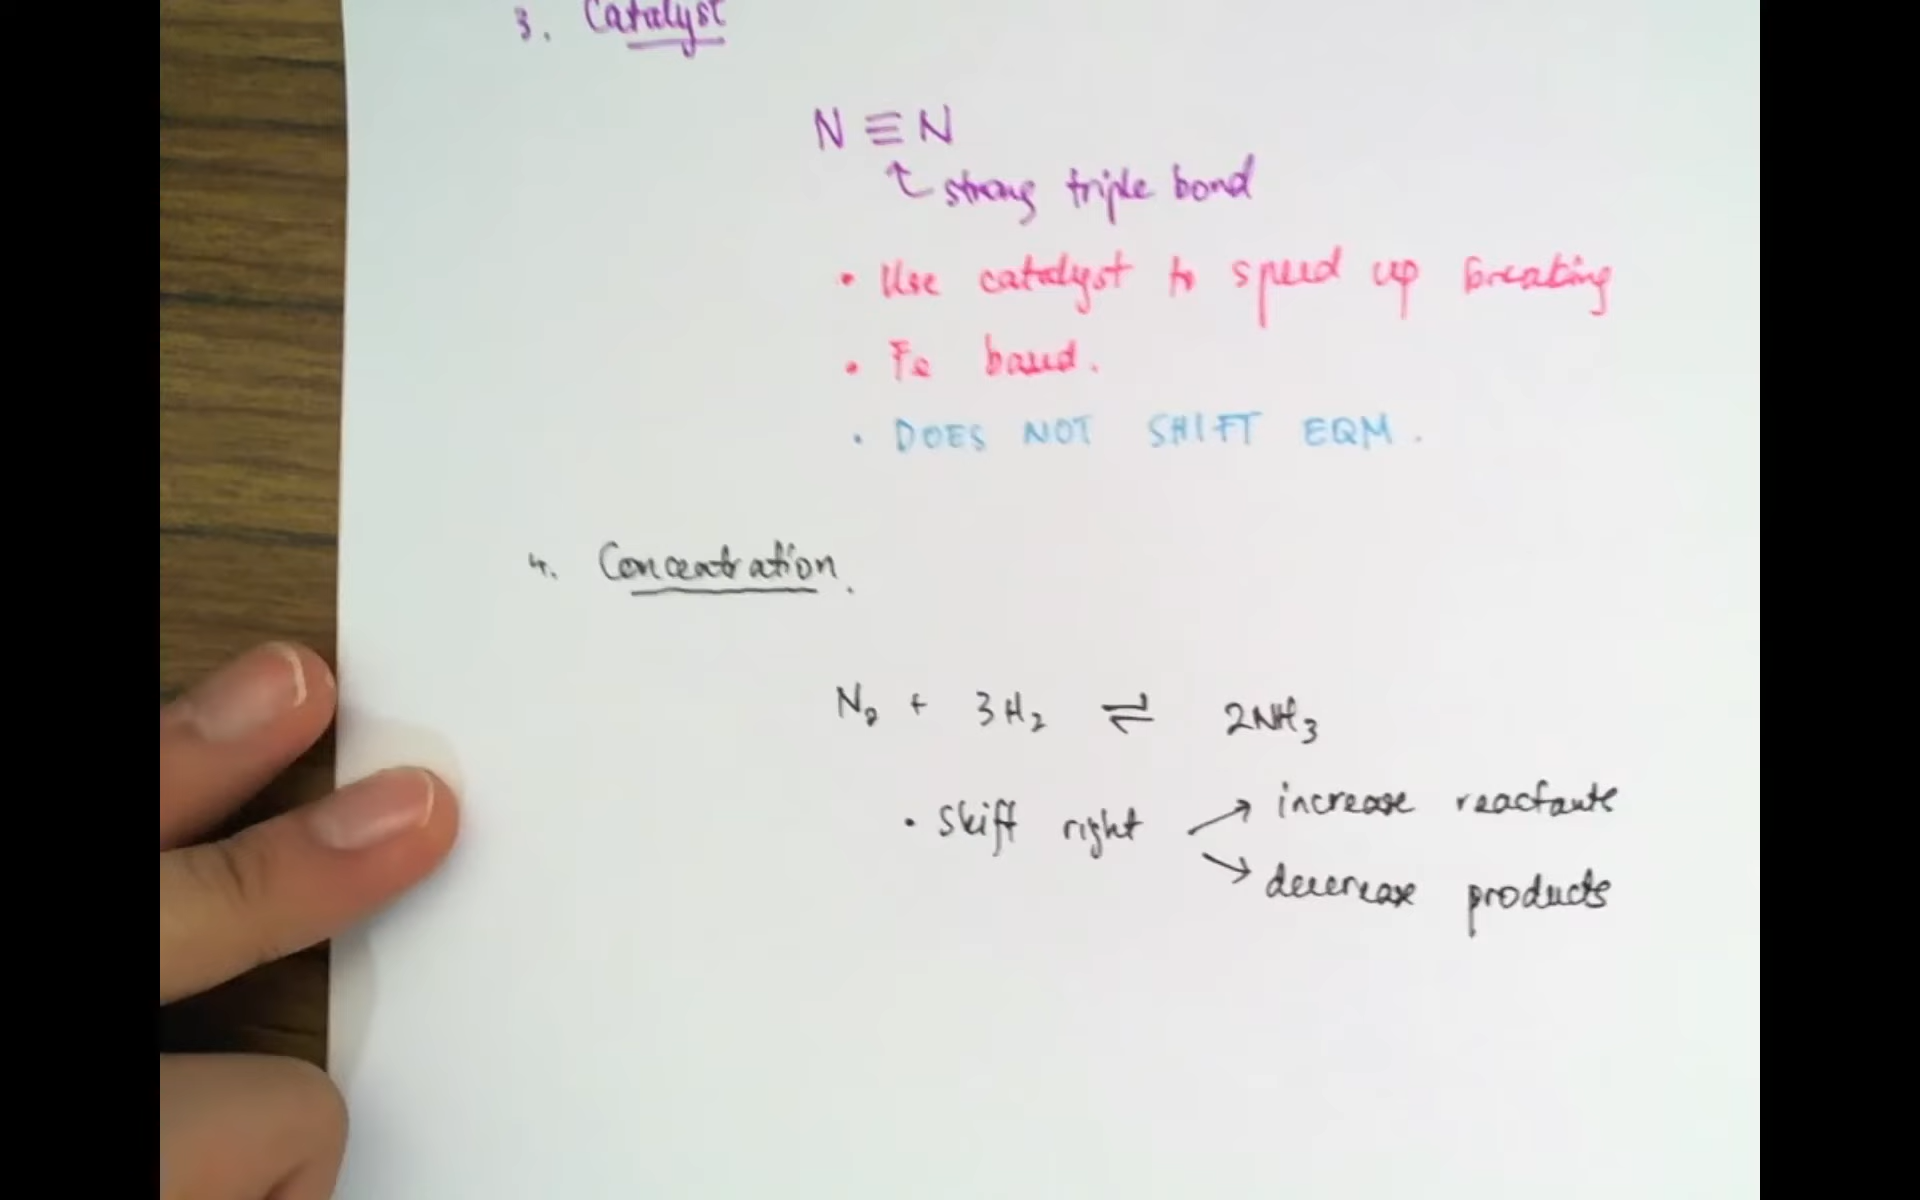 3. Catalyst
N ≡ N
↑ strong triple bond
• Use catalyst to speed up breaking
• Fe based.
• DOES NOT SHIFT EQM.
4. Concentration.
N₂ + 3H₂ ⇌ 2NH₃
• Shift right → increase reactants
→ decrease products